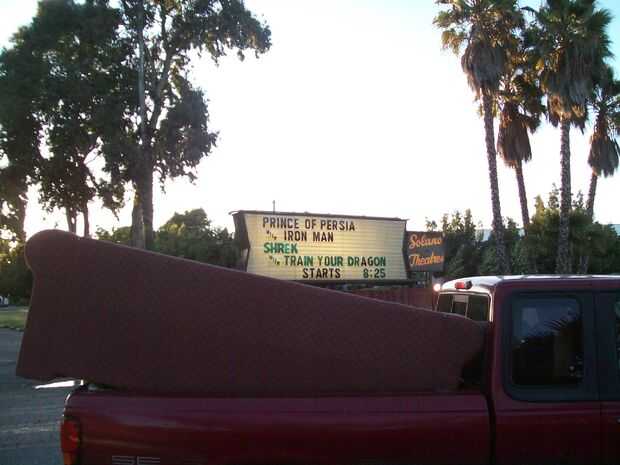 PRINCE OF PERSIA
W/ IRON MAN
SHREK
W/ TRAIN YOUR DRAGON
STARTS 8:25
Solano
Theatres